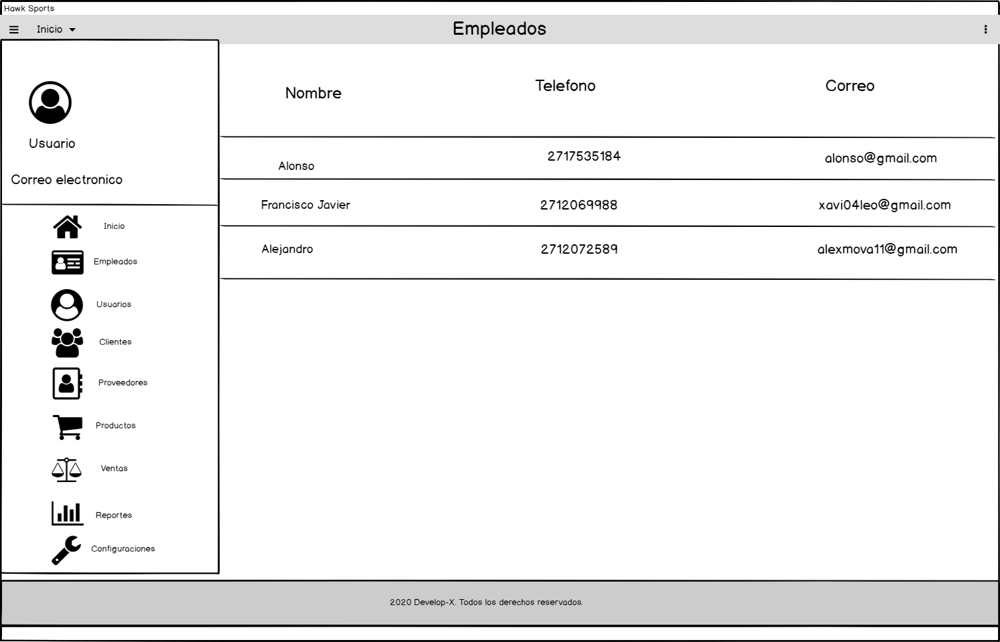 Hawk Sports
Inicio
Empleados
Usuario
Correo electronico
Inicio
Empleados
Usuarios
Clientes
Proveedores
Productos
Ventas
Reportes
Configuraciones
Nombre Telefono Correo
Alonso 2717535184 alonso@gmail.com
Francisco Javier 2712069988 xavi04leo@gmail.com
Alejandro 2712072589 alexmova11@gmail.com
2020 Develop-X. Todos los derechos reservados.